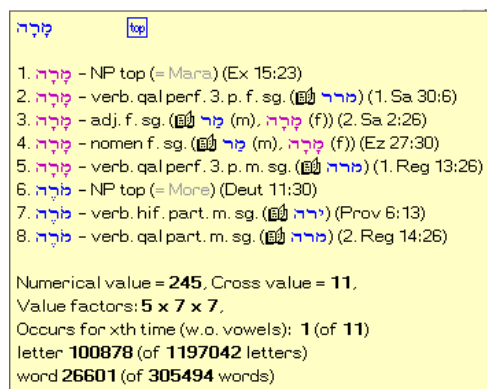 מָרָה top
1. מָרָה – NP top (= Mara) (Ex 15:23)
2. מָרָה – verb. qal perf. 3. p. f. sg. (מרר) (1. Sa 30:6)
3. מָרָה – adj. f. sg. (מַר (m), מָרָה (f)) (2. Sa 2:26)
4. מָרָה – nomen f. sg. (מַר (m), מָרָה (f)) (Ez 27:30)
5. מָרָה – verb. qal perf. 3. p. m. sg. (מרה) (1. Reg 13:26)
6. מֹרֶה – NP top (= More) (Deut 11:30)
7. מֹרֶה – verb. hif. part. m. sg. (ירה) (Prov 6:13)
8. מֹרֶה – verb. qal part. m. sg. (מרה) (2. Reg 14:26)
Numerical value = 245, Cross value = 11,
Value factors: 5 x 7 x 7,
Occurs for xth time (w.o. vowels): 1 (of 11)
letter 100878 (of 1197042 letters)
word 26601 (of 305494 words)